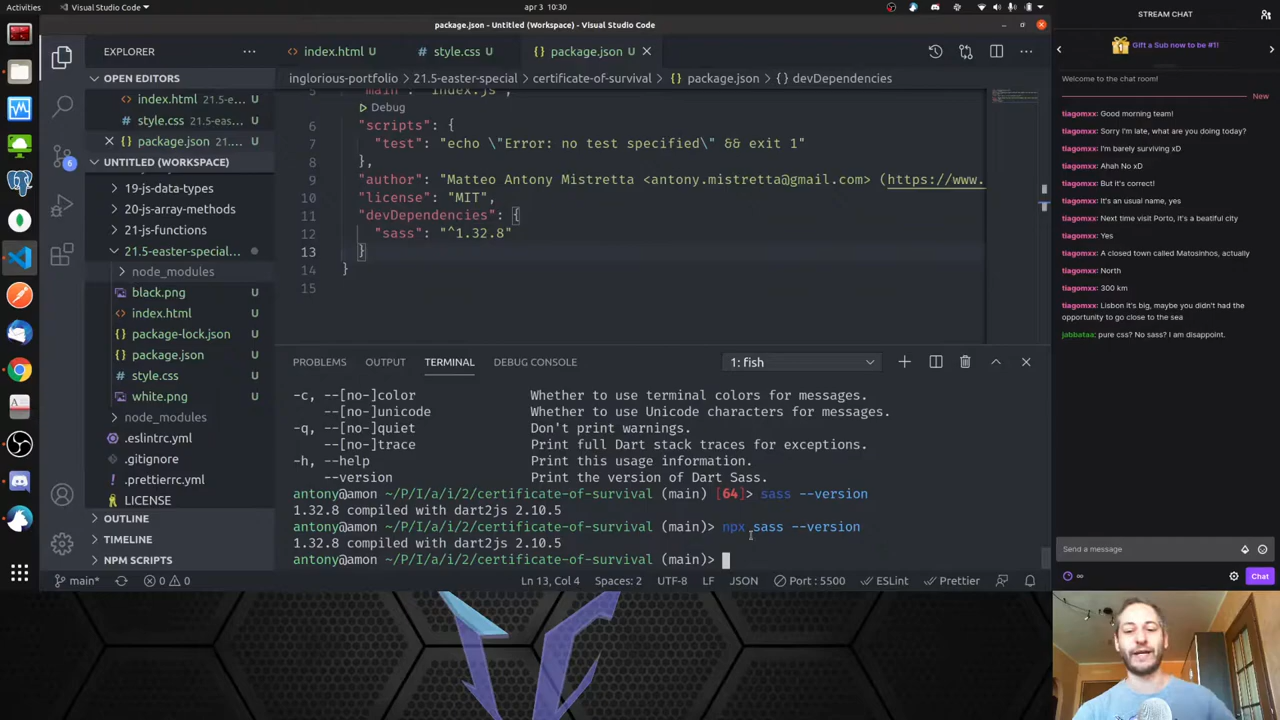 Activities
Visual Studio Code
apr 3 10:30
package.json - Untitled (Workspace) - Visual Studio Code
EXPLORER
OPEN EDITORS
index.html 21.5-e... U
style.css 21.5-eas... U
package.json 21... U
UNTITLED (WORKSPACE)
19-js-data-types
20-js-array-methods
21-js-functions
21.5-easter-special...
node_modules
black.png U
index.html U
package-lock.json U
package.json U
style.css U
white.png U
node_modules
.eslintrc.yml
.gitignore
.prettierrc.yml
LICENSE
OUTLINE
TIMELINE
NPM SCRIPTS
6
index.html U
style.css U
package.json U
inglorious-portfolio > 21.5-easter-special > certificate-of-survival > package.json > {} devDependencies
5 "main": "index.js",
Debug
6 "scripts": {
7 "test": "echo \"Error: no test specified\" && exit 1"
8 },
9 "author": "Matteo Antony Mistretta <antony.mistretta@gmail.com> (https://www.
10 "license": "MIT",
11 "devDependencies": {
12 "sass": "^1.32.8"
13 }
14 }
15
PROBLEMS OUTPUT TERMINAL DEBUG CONSOLE 1: fish
-c, --[no-]color Whether to use terminal colors for messages.
--[no-]unicode Whether to use Unicode characters for messages.
-q, --[no-]quiet Don't print warnings.
--[no-]trace Print full Dart stack traces for exceptions.
-h, --help Print this usage information.
--version Print the version of Dart Sass.
antony@amon ~/P/I/a/i/2/certificate-of-survival (main) [64]> sass --version
1.32.8 compiled with dart2js 2.10.5
antony@amon ~/P/I/a/i/2/certificate-of-survival (main)> npx sass --version
1.32.8 compiled with dart2js 2.10.5
antony@amon ~/P/I/a/i/2/certificate-of-survival (main)>
main* 0 0 Ln 13, Col 4 Spaces: 2 UTF-8 LF JSON Port : 5500 ESLint Prettier
STREAM CHAT
Gift a Sub now to be #1!
Welcome to the chat room!
New
tiagomxx: Good morning team!
tiagomxx: Sorry I'm late, what are you doing today?
tiagomxx: I'm barely surviving xD
tiagomxx: Ahah No xD
tiagomxx: But it's correct!
tiagomxx: It's an usual name, yes
tiagomxx: Next time visit Porto, it's a beatiful city
tiagomxx: Yes
tiagomxx: A closed town called Matosinhos, actually
tiagomxx: North
tiagomxx: 300 km
tiagomxx: Lisbon it's big, maybe you didn't had the
opportunity to go close to the sea
jabbataa: pure css? No sass? I am disappoint.
Send a message
∞
Chat